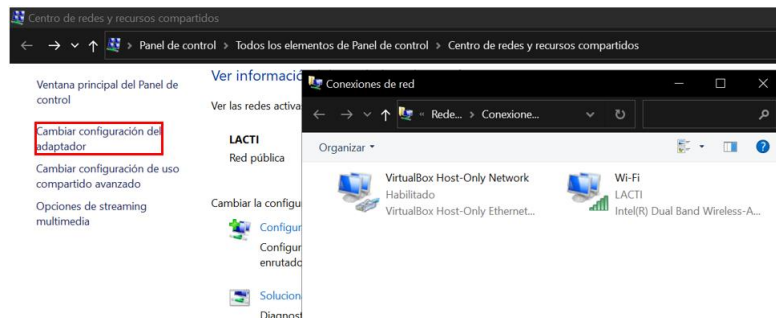 Centro de redes y recursos compartidos
Panel de control > Todos los elementos de Panel de control > Centro de redes y recursos compartidos
Ventana principal del Panel de
control
Cambiar configuración del
adaptador
Cambiar configuración de uso
compartido avanzado
Opciones de streaming
multimedia
Ver informació
Ver las redes activa
LACTI
Red pública
Cambiar la configu
Configur
Configur
enrutado
Solucion
Diagnost
Conexiones de red
« Rede... > Conexione...
Organizar
VirtualBox Host-Only Network
Habilitado
VirtualBox Host-Only Ethernet...
Wi-Fi
LACTI
Intel(R) Dual Band Wireless-A...